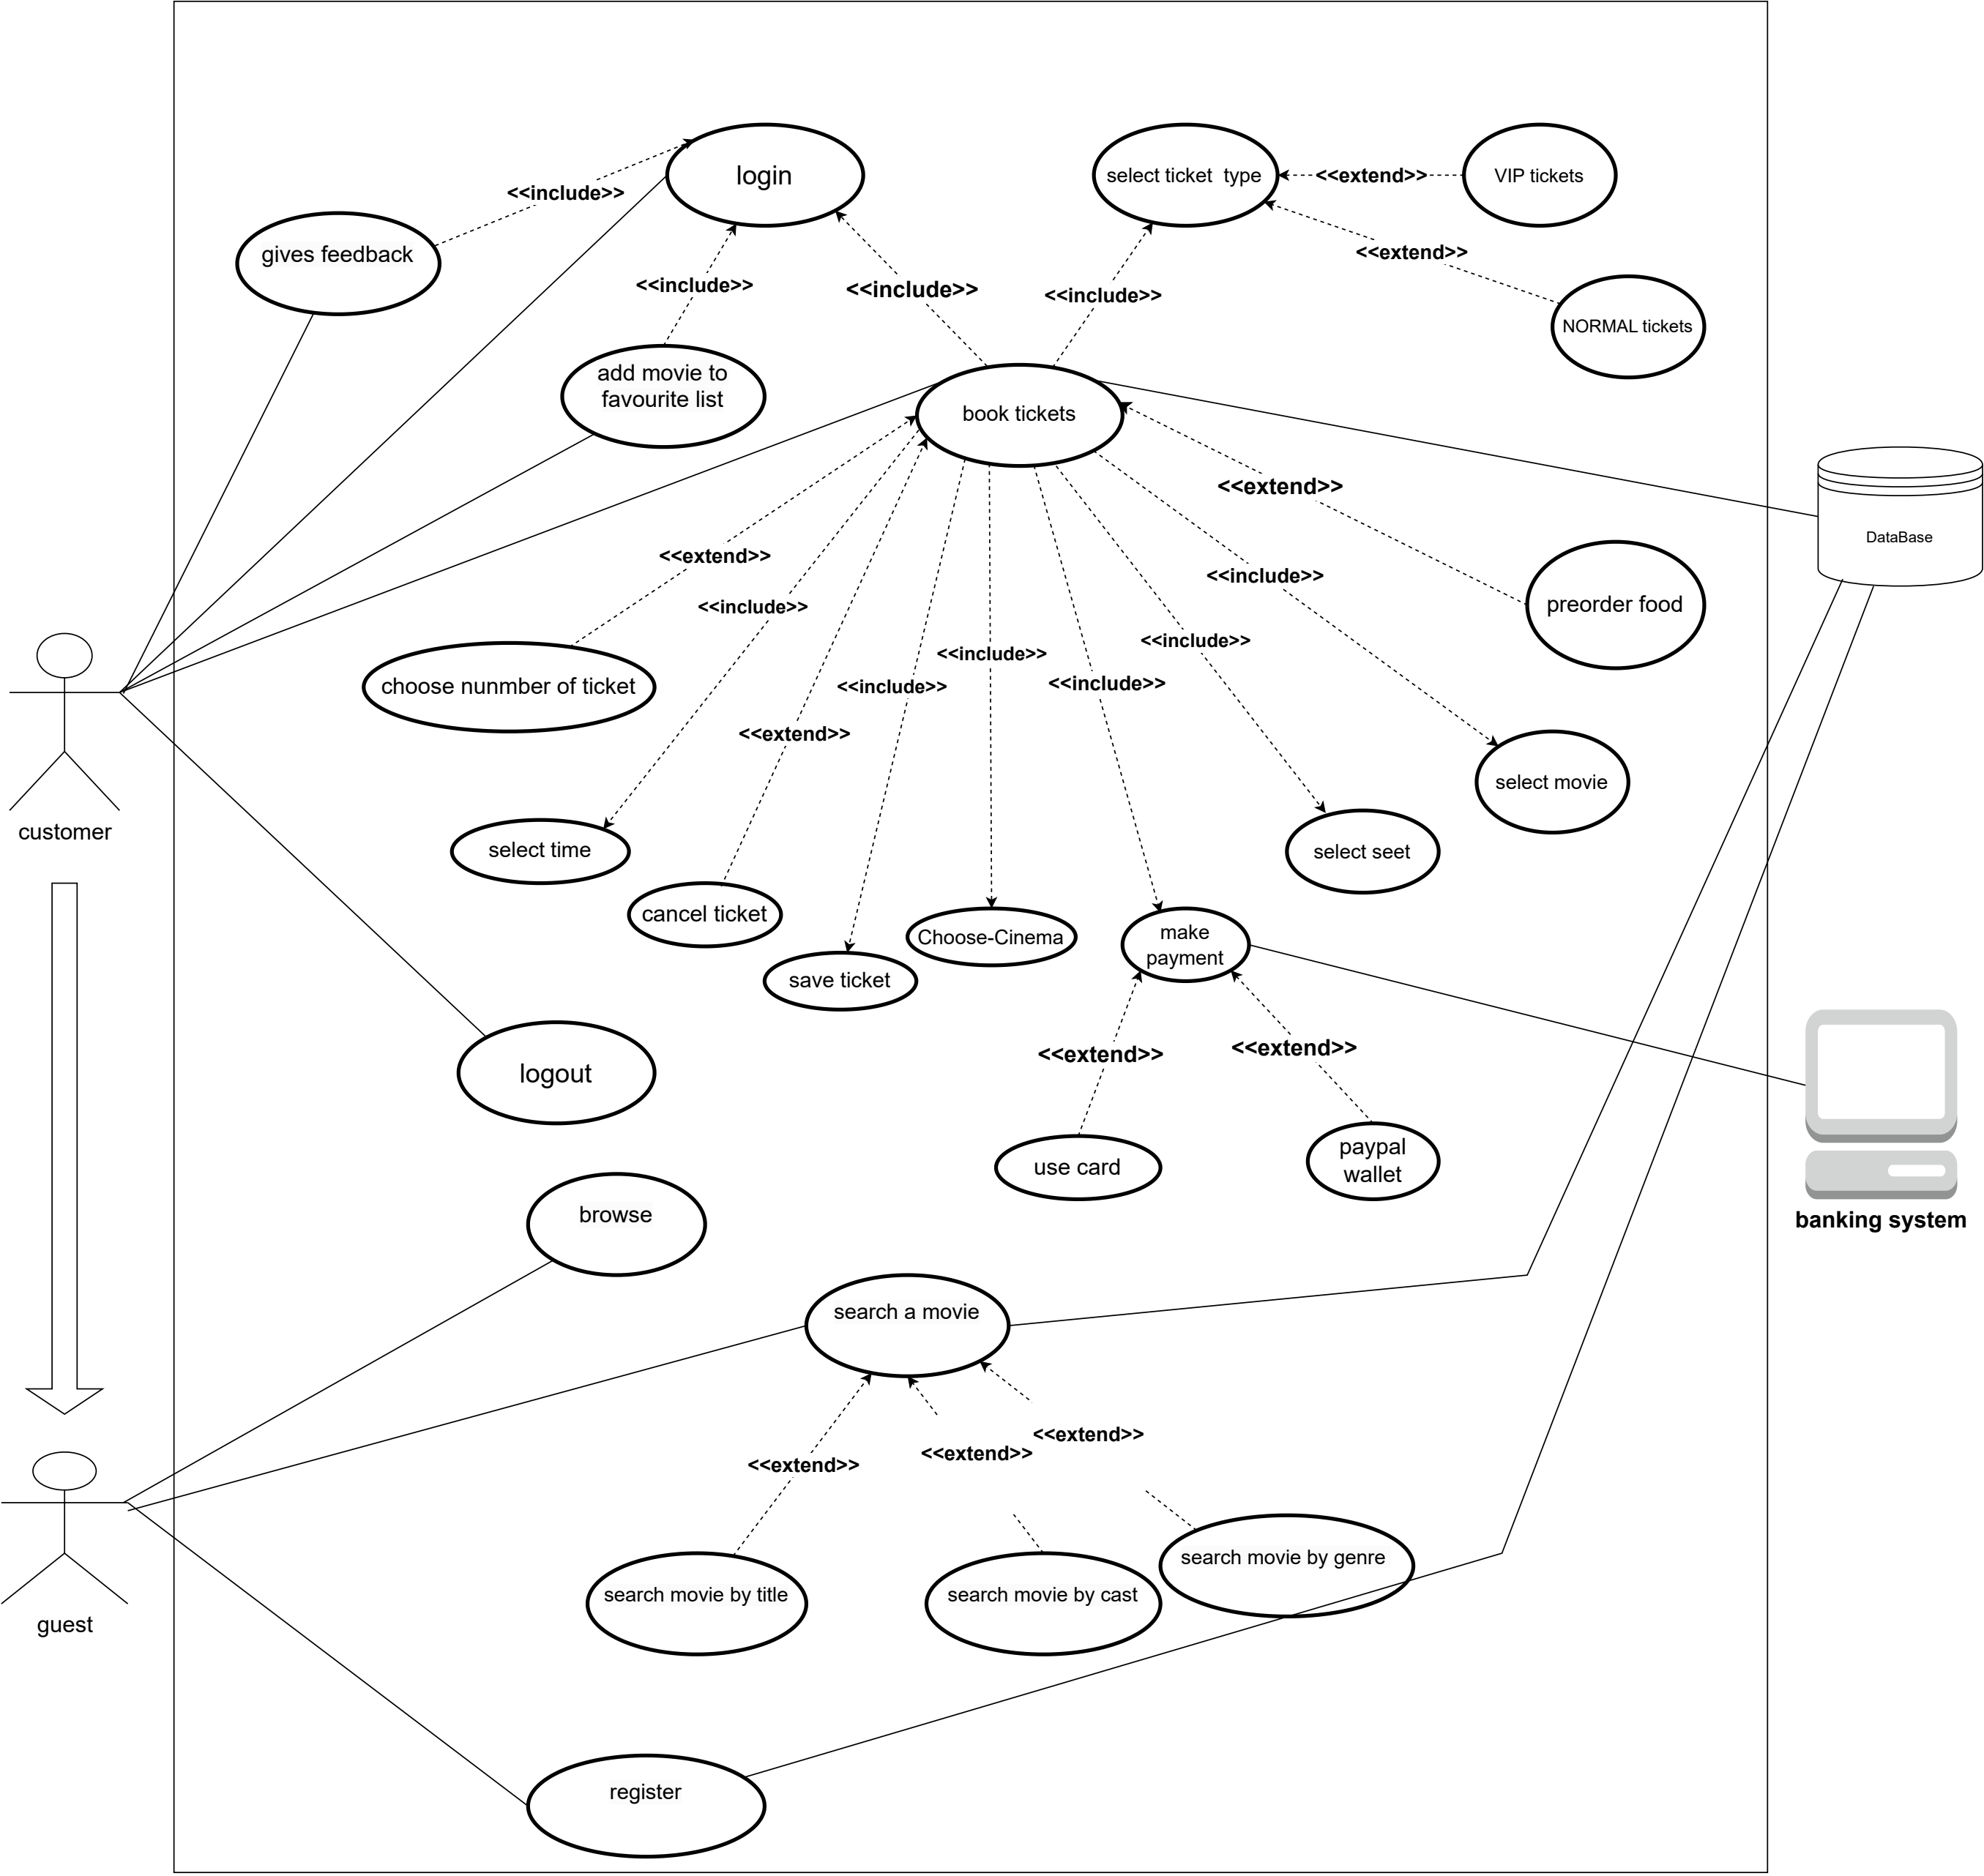 login
select ticket  type
<<extend>>
VIP tickets
<<include>>
gives feedback
<<extend>>
<<include>>
<<include>>
<<include>>
NORMAL tickets
add movie to
favourite list
book tickets
<<extend>>
DataBase
<<extend>>
<<include>>
<<include>>
preorder food
<<include>>
<<include>>
<<include>>
<<include>>
choose nunmber of ticket
<<extend>>
select movie
customer
select time
select seet
cancel ticket
Choose-Cinema
make
payment
save ticket
<<extend>>
<<extend>>
logout
use card
paypal
wallet
browse
banking system
search a movie
<<extend>>
<<extend>>
<<extend>>
search movie by genre
search movie by title
search movie by cast
guest
register